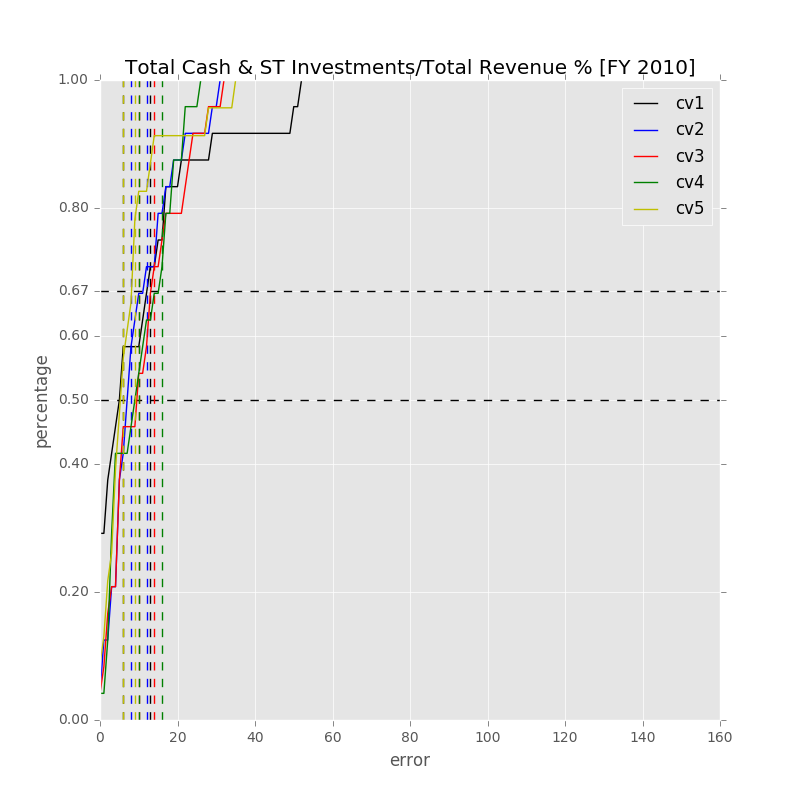 Total Cash & ST Investments/Total Revenue % [FY 2010]
1.00
0.80
0.67
0.60
0.50
0.40
0.20
0.00
percentage
cv1
cv2
cv3
cv4
cv5
0 20 40 60 80 100 120 140 160
error